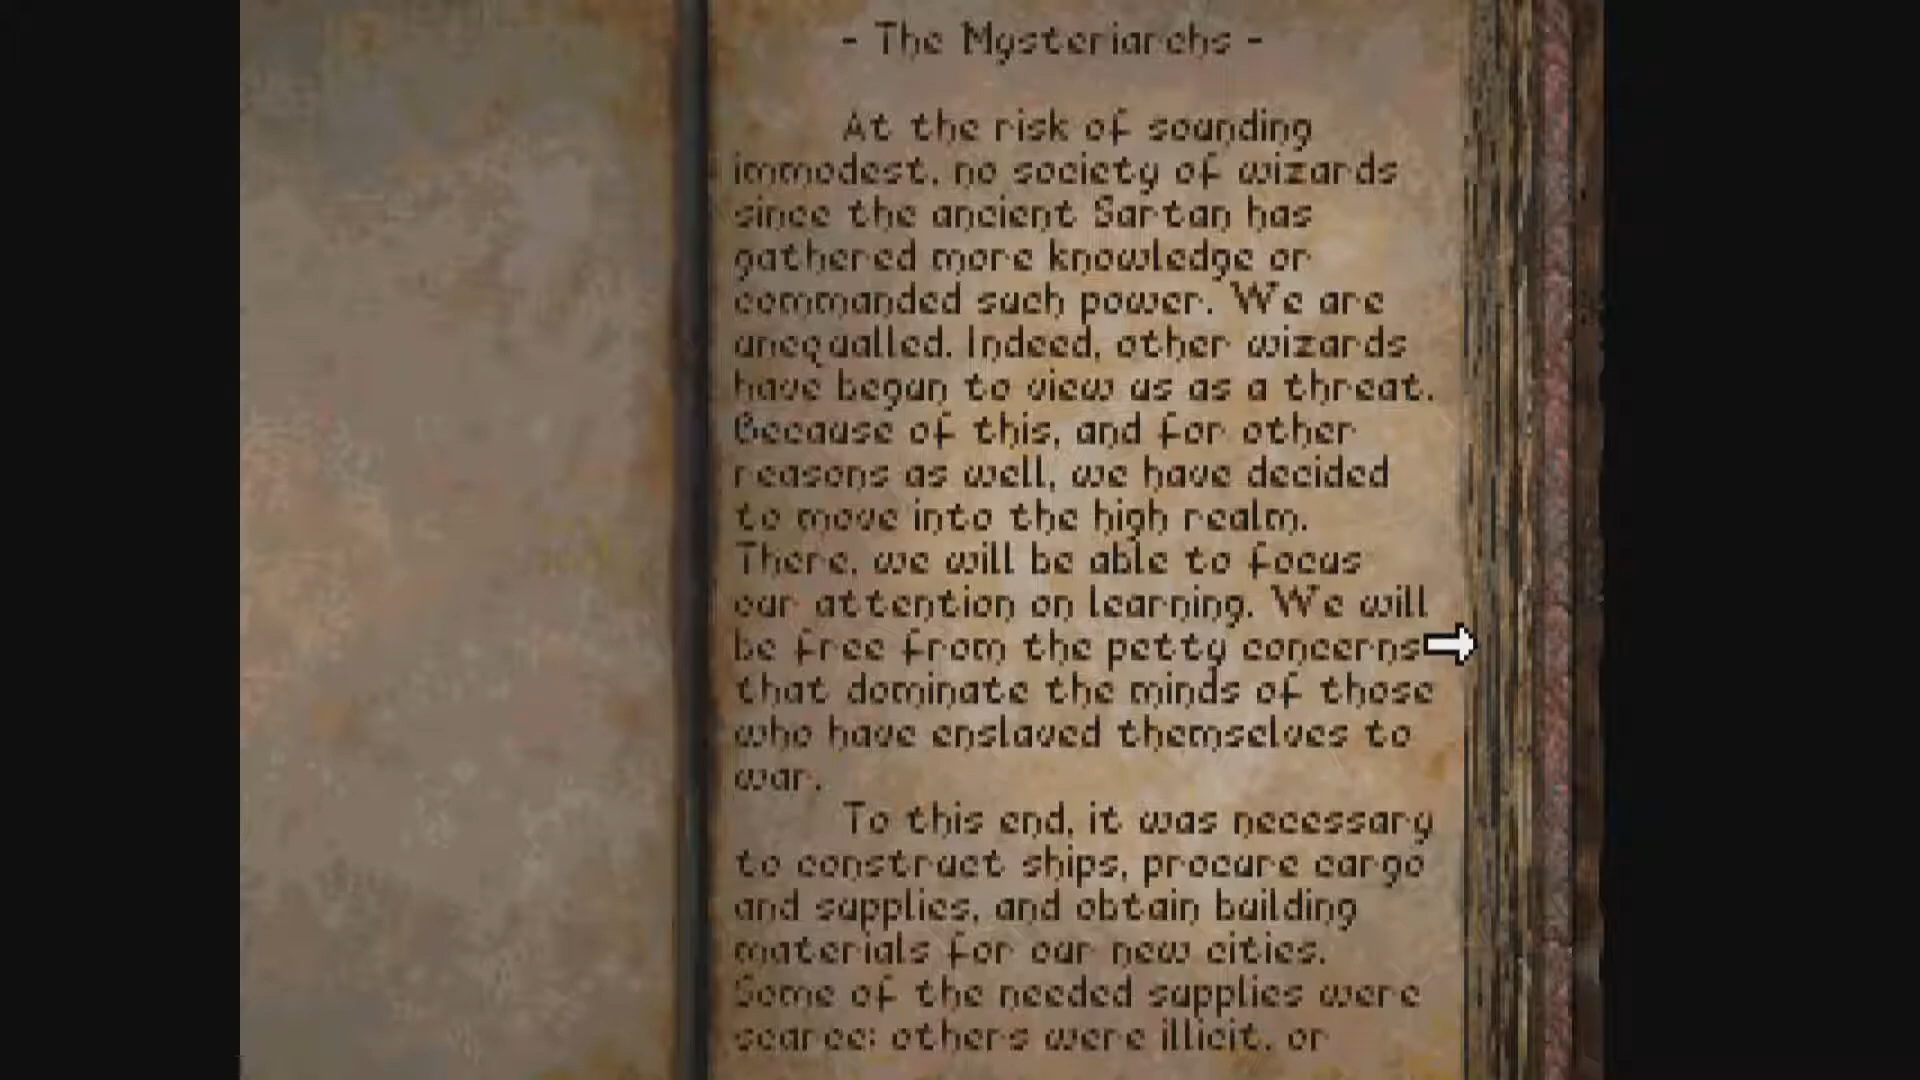 - The Mysteriarchs -
At the risk of sounding
immodest, no society of wizards
since the ancient Sartan has
gathered more knowledge or
commanded such power. We are
unequalled. Indeed, other wizards
have begun to view us as a threat.
Because of this, and for other
reasons as well, we have decided
to move into the high realm.
There, we will be able to focus
our attention on learning. We will
be free from the petty concerns
that dominate the minds of those
who have enslaved themselves to
war.
To this end, it was necessary
to construct ships, procure cargo
and supplies, and obtain building
materials for our new cities.
Some of the needed supplies were
scarce; others were illicit, or